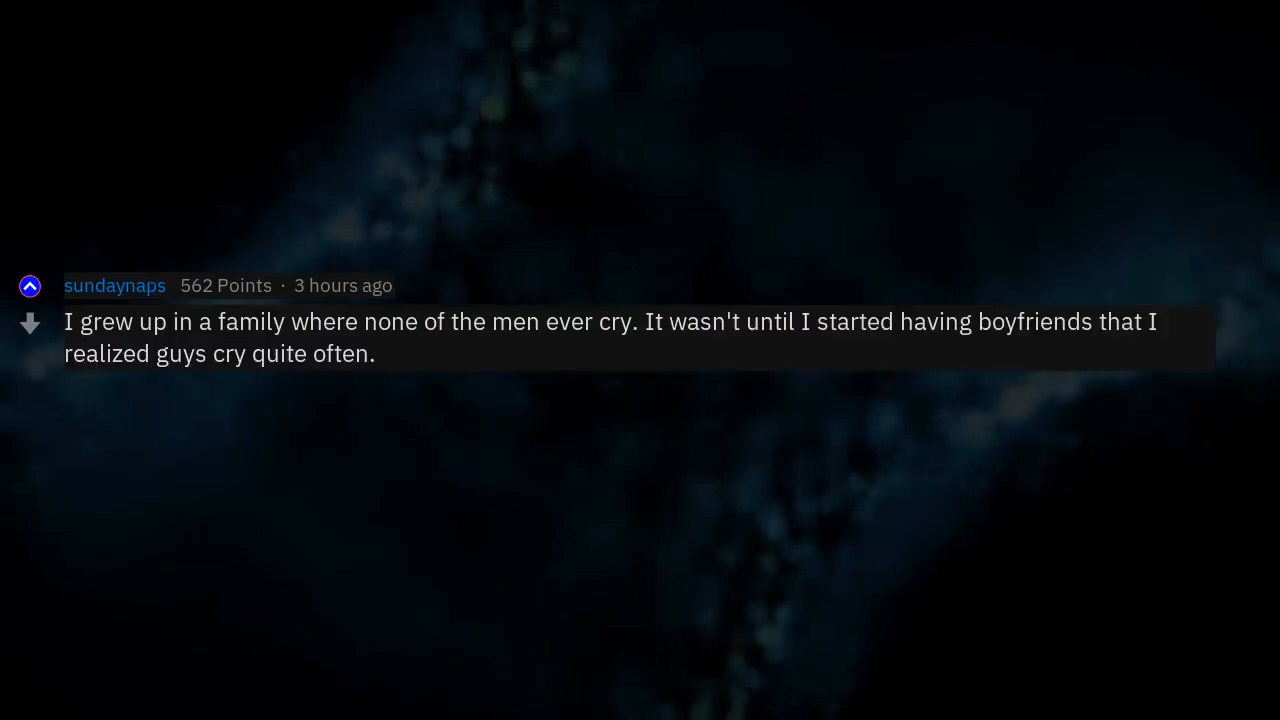 sundaynaps 562 Points · 3 hours ago
I grew up in a family where none of the men ever cry. It wasn't until I started having boyfriends that I
realized guys cry quite often.